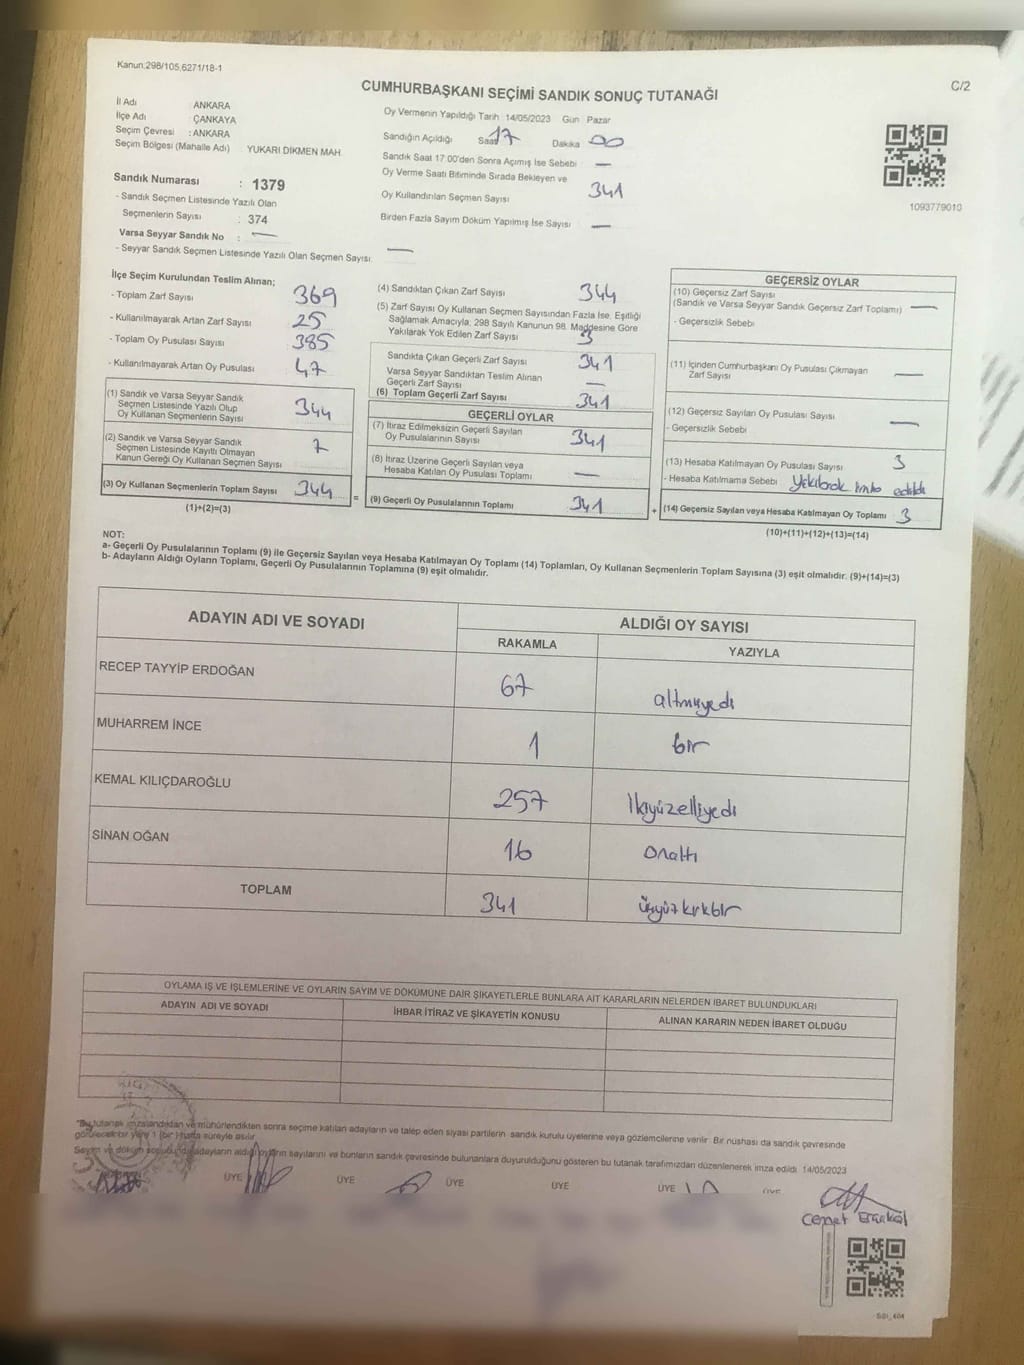 Kanun:298/105,6271/18-1
C/2
CUMHURBAŞKANI SEÇİMİ SANDIK SONUÇ TUTANAĞI
İl Adı : ANKARA
İlçe Adı : ÇANKAYA
Seçim Çevresi : ANKARA
Seçim Bölgesi (Mahalle Adı) : YUKARI DİKMEN MAH.
Sandık Numarası : 1379
- Sandık Seçmen Listesinde Yazılı Olan
Seçmenlerin Sayısı : 374
Varsa Seyyar Sandık No : —
- Seyyar Sandık Seçmen Listesinde Yazılı Olan Seçmen Sayısı: —
Oy Vermenin Yapıldığı Tarih 14/05/2023 Gün Pazar
Sandığın Açıldığı Saat 17 Dakika 00
Sandık Saat 17:00'den Sonra Açımış İse Sebebi —
Oy Verme Saati Bitiminde Sırada Bekleyen ve
Oy Kullandırılan Seçmen Sayısı 341
Birden Fazla Sayım Döküm Yapılmış İse Sayısı —
1093779010
İlçe Seçim Kurulundan Teslim Alınan;
- Toplam Zarf Sayısı 369
- Kullanılmayarak Artan Zarf Sayısı 25
- Toplam Oy Pusulası Sayısı 385
- Kullanılmayarak Artan Oy Pusulası 47
(1) Sandık ve Varsa Seyyar Sandık
Seçmen Listesinde Yazılı Olup
Oy Kullanan Seçmenlerin Sayısı 344
(2) Sandık ve Varsa Seyyar Sandık
Seçmen Listesinde Kayıtlı Olmayan
Kanun Gereği Oy Kullanan Seçmen Sayısı 7
(3) Oy Kullanan Seçmenlerin Toplam Sayısı 344
(1)+(2)=(3)
=
(4) Sandıktan Çıkan Zarf Sayısı 344
(5) Zarf Sayısı Oy Kullanan Seçmen Sayısından Fazla İse, Eşitliği
Sağlamak Amacıyla; 298 Sayılı Kanunun 98. Maddesine Göre
Yakılarak Yok Edilen Zarf Sayısı 3
Sandıkta Çıkan Geçerli Zarf Sayısı 341
Varsa Seyyar Sandıktan Teslim Alınan
Geçerli Zarf Sayısı —
(6) Toplam Geçerli Zarf Sayısı 341
GEÇERLİ OYLAR
(7) İtiraz Edilmeksizin Geçerli Sayılan
Oy Pusulalarının Sayısı 341
(8) İtiraz Üzerine Geçerli Sayılan veya
Hesaba Katılan Oy Pusulası Toplamı —
(9) Geçerli Oy Pusulalarının Toplamı 341
+
GEÇERSİZ OYLAR
(10) Geçersiz Zarf Sayısı
(Sandık ve Varsa Seyyar Sandık Geçersiz Zarf Toplamı) —
- Geçersizlik Sebebi
(11) İçinden Cumhurbaşkanı Oy Pusulası Çıkmayan
Zarf Sayısı —
(12) Geçersiz Sayılan Oy Pusulası Sayısı
- Geçersizlik Sebebi —
(13) Hesaba Katılmayan Oy Pusulası Sayısı 3
- Hesaba Katılmama Sebebi Yakılarak imha edildi
(14) Geçersiz Sayılan veya Hesaba Katılmayan Oy Toplamı 3
(10)+(11)+(12)+(13)=(14)
NOT:
a- Geçerli Oy Pusulalarının Toplamı (9) ile Geçersiz Sayılan veya Hesaba Katılmayan Oy Toplamı (14) Toplamları, Oy Kullanan Seçmenlerin Toplam Sayısına (3) eşit olmalıdır. (9)+(14)=(3)
b- Adayların Aldığı Oyların Toplamı, Geçerli Oy Pusulalarının Toplamına (9) eşit olmalıdır.
ADAYIN ADI VE SOYADI
ALDIĞI OY SAYISI
RAKAMLA YAZIYLA
RECEP TAYYİP ERDOĞAN 67 altmışyedi
MUHARREM İNCE 1 bir
KEMAL KILIÇDAROĞLU 257 İkiyüzelliyedi
SİNAN OĞAN 16 onaltı
TOPLAM 341 üçyüzkırkbir
OYLAMA İŞ VE İŞLEMLERİNE VE OYLARIN SAYIM VE DÖKÜMÜNE DAİR ŞİKAYETLERLE BUNLARA AİT KARARLARIN NELERDEN İBARET BULUNDUKLARI
ADAYIN ADI VE SOYADI İHBAR İTİRAZ VE ŞİKAYETİN KONUSU ALINAN KARARIN NEDEN İBARET OLDUĞU
"Bu tutanak imzalandıktan ve mühürlendikten sonra seçime katılan adayların ve talep eden siyasi partilerin sandık kurulu üyelerine veya gözlemcilerine verilir. Bir nüshası da sandık çevresinde
görülecek bir yere 1 (bir) hafta süreyle asılır.
Sayım ve döküm sonucunda adayların aldığı oyların sayılarını ve bunların sandık çevresinde bulunanlara duyurulduğunu gösteren bu tutanak tarafımızdan düzenlenerek imza edildi. 14/05/2023
ÜYE ÜYE ÜYE ÜYE ÜYE ÜYE